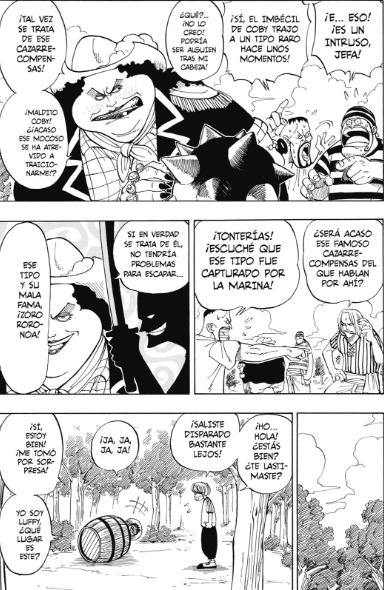 ¡E... ESO!
¡ES UN
INTRUSO,
JEFA!
¡SÍ, EL IMBÉCIL
DE COBY TRAJO
A UN TIPO RARO
HACE UNOS
MOMENTOS!
¿QUÉ?...
¡NO LO
CREO!
¡PODRÍA
SER ALGUIEN
TRAS MI
CABEZA!
¡TAL VEZ
SE TRATA
DE ESE
CAZARRE-
COMPEN-
SAS!
¡MALDITO
COBY!
¿¡ACASO
ESE MOCOSO
SE HA ATRE-
VIDO A
TRAICIO-
NARME!?
¿SERÁ ACASO
ESE FAMOSO
CAZARRE-
COMPENSAS DEL
QUE HABLAN
POR AHÍ?
¡TONTERÍAS!
¡ESCUCHÉ QUE
ESE TIPO FUE
CAPTURADO POR
LA MARINA!
SI EN VERDAD
SE TRATA DE ÉL,
NO TENDRÍA
PROBLEMAS
PARA ESCAPAR...
ESE
TIPO
Y SU
MALA
FAMA,
¡ZORO
RORO-
NOA!
¡HO...
HOLA!
¿ESTÁS
BIEN?
¿TE LASTI-
MASTE?
¡SALISTE
DISPARADO
BASTANTE
LEJOS!
¡JA, JA,
JA, JA!
¡SÍ,
ESTOY
BIEN!
¡ME TOMÓ
POR SOR-
PRESA!
YO SOY
LUFFY,
¿QUÉ
LUGAR
ES
ESTE?